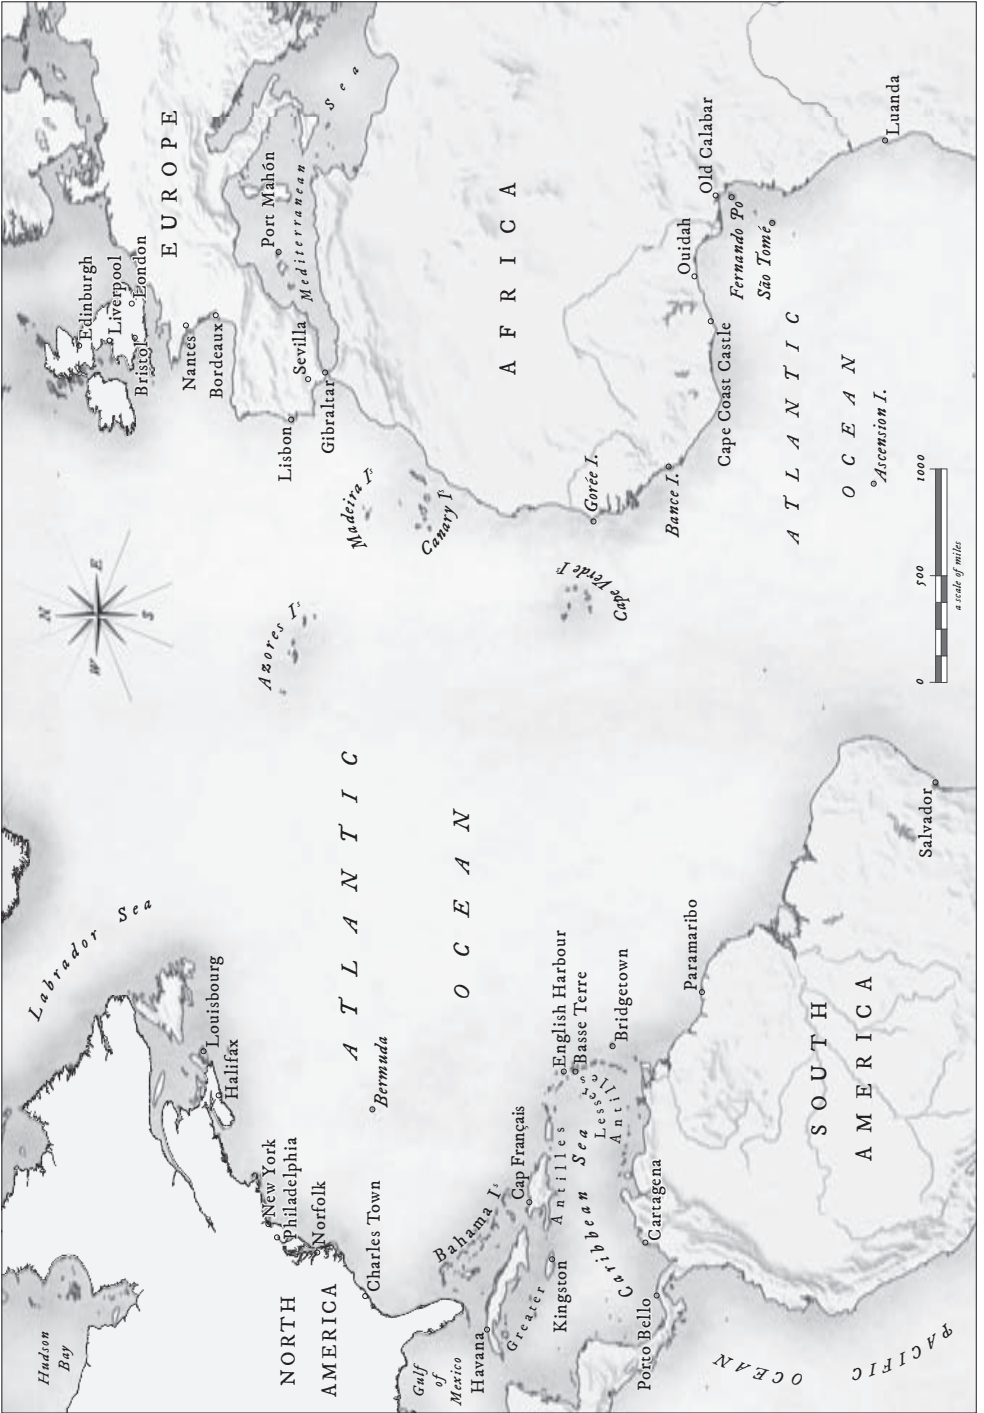 Hudson
Bay
Labrador Sea
NORTH
AMERICA
New York
Philadelphia
Norfolk
Charles Town
Louisbourg
Halifax
Bermuda
ATLANTIC
OCEAN
Azores Is
N
E
S
W
Edinburgh
Liverpool
London
Bristol
EUROPE
Nantes
Bordeaux
Port Mahón
Mediterranean
Sea
Sevilla
Lisbon
Gibraltar
Madeira Is
Canary Is
AFRICA
Gulf
of
Mexico
Havana
Bahama Is
Cap Français
Greater
Antilles
Kingston
Caribbean Sea
Lesser
Antilles
English Harbour
Basse Terre
Bridgetown
Cape Verde Is
Gorée I.
Bance I.
Cape Coast Castle
Ouidah
Old Calabar
Fernando Po
São Tomé
Luanda
Porto Bello
Cartagena
Paramaribo
SOUTH
AMERICA
Salvador
PACIFIC
OCEAN
ATLANTIC
OCEAN
Ascension I.
0
500
1000
a scale of miles